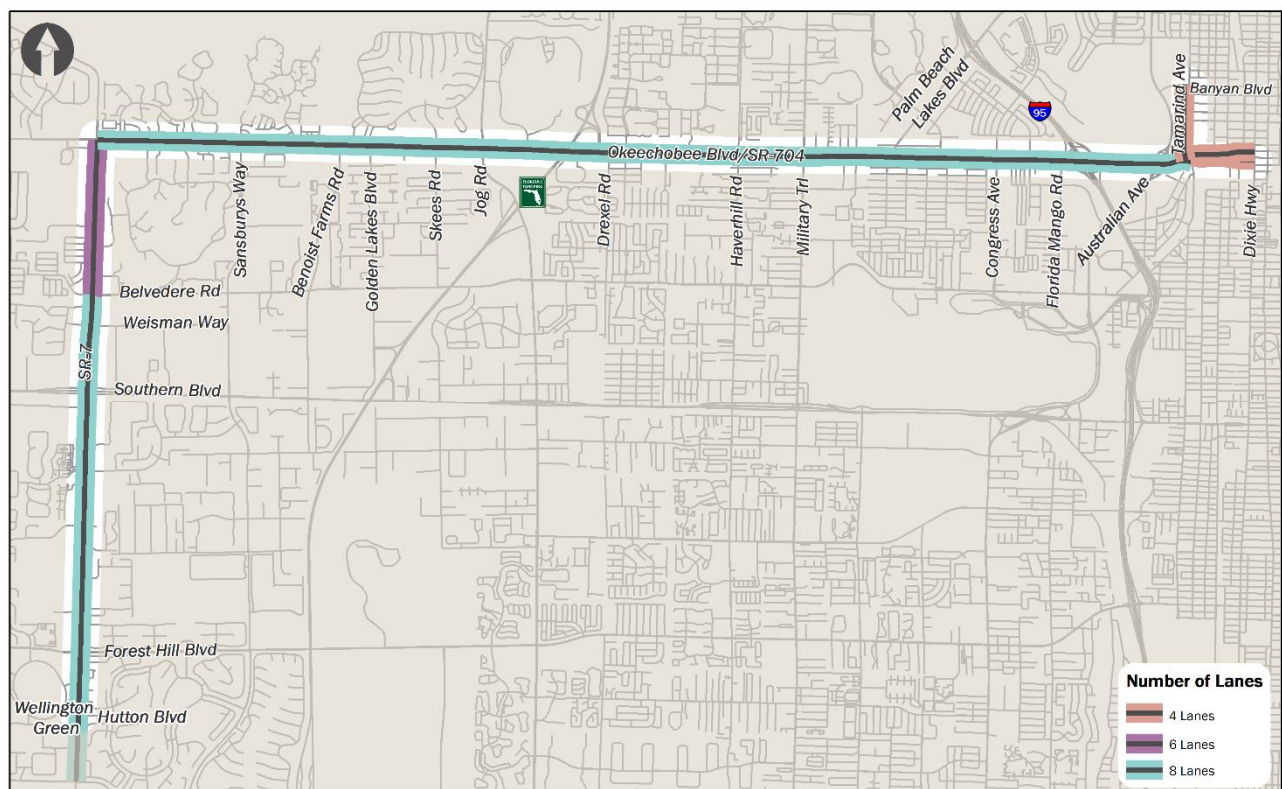 Palm Beach
Lakes Blvd
95
Tamarind Ave
Banyan Blvd
Okeechobee Blvd/SR 704
Sansburys Way
Benoist Farms Rd
Golden Lakes Blvd
Skees Rd
Jog Rd
Drexel Rd
Haverhill Rd
Military Trl
Congress Ave
Florida Mango Rd
Australian Ave
Dixie Hwy
Belvedere Rd
Weisman Way
SR-7
Southern Blvd
Forest Hill Blvd
Wellington
Green
Hutton Blvd
Number of Lanes
4 Lanes
6 Lanes
8 Lanes